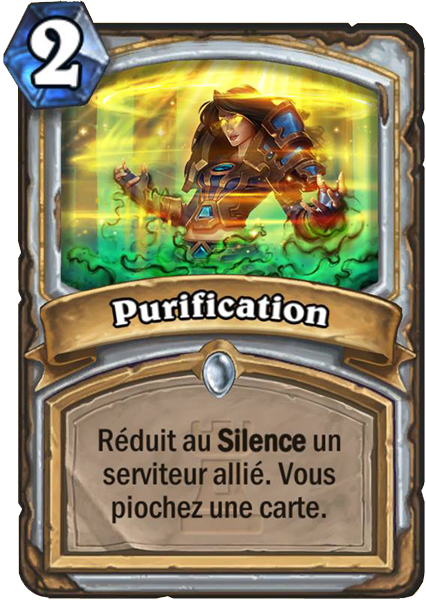 2
Purification
Réduit au Silence un
serviteur allié. Vous
piochez une carte.